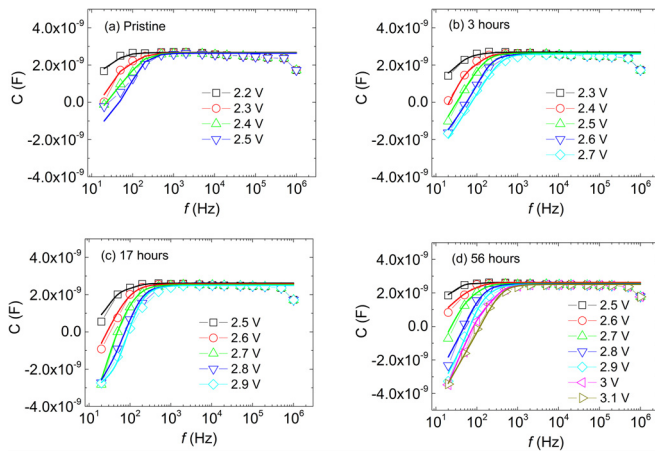 (a) Pristine
C (F)
2.0x10⁻⁹
0.0
-2.0x10⁻⁹
-4.0x10⁻⁹
2.2 V
2.3 V
2.4 V
2.5 V
10¹ 10² 10³ 10⁴ 10⁵ 10⁶
f (Hz)
(b) 3 hours
C (F)
4.0x10⁻⁹
2.0x10⁻⁹
0.0
-2.0x10⁻⁹
-4.0x10⁻⁹
2.3 V
2.4 V
2.5 V
2.6 V
2.7 V
10¹ 10² 10³ 10⁴ 10⁵ 10⁶
f (Hz)
(c) 17 hours
C (F)
4.0x10⁻⁹
2.0x10⁻⁹
0.0
-2.0x10⁻⁹
-4.0x10⁻⁹
2.5 V
2.6 V
2.7 V
2.8 V
2.9 V
10¹ 10² 10³ 10⁴ 10⁵ 10⁶
f (Hz)
(d) 56 hours
C (F)
4.0x10⁻⁹
2.0x10⁻⁹
0.0
-2.0x10⁻⁹
-4.0x10⁻⁹
2.5 V
2.6 V
2.7 V
2.8 V
2.9 V
3 V
3.1 V
10¹ 10² 10³ 10⁴ 10⁵ 10⁶
f (Hz)